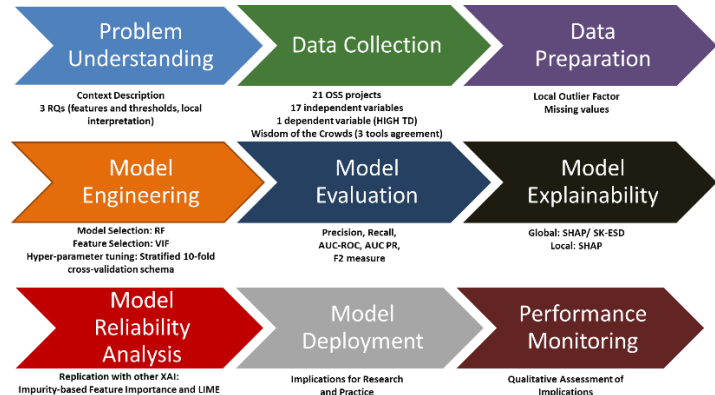 Problem
Understanding
Context Description
3 RQs (features and thresholds, local
interpretation)
Data Collection
21 OSS projects
17 independent variables
1 dependent variable (HIGH TD)
Wisdom of the Crowds (3 tools agreement)
Data
Preparation
Local Outlier Factor
Missing values
Model
Engineering
Model Selection: RF
Feature Selection: VIF
Hyper-parameter tuning: Stratified 10-fold
cross-validation schema
Model
Evaluation
Precision, Recall,
AUC-ROC, AUC PR,
F2 measure
Model
Explainability
Global: SHAP/ SK-ESD
Local: SHAP
Model
Reliability
Analysis
Replication with other XAI:
Impurity-based Feature Importance and LIME
Model
Deployment
Implications for Research
and Practice
Performance
Monitoring
Qualitative Assessment of
Implications